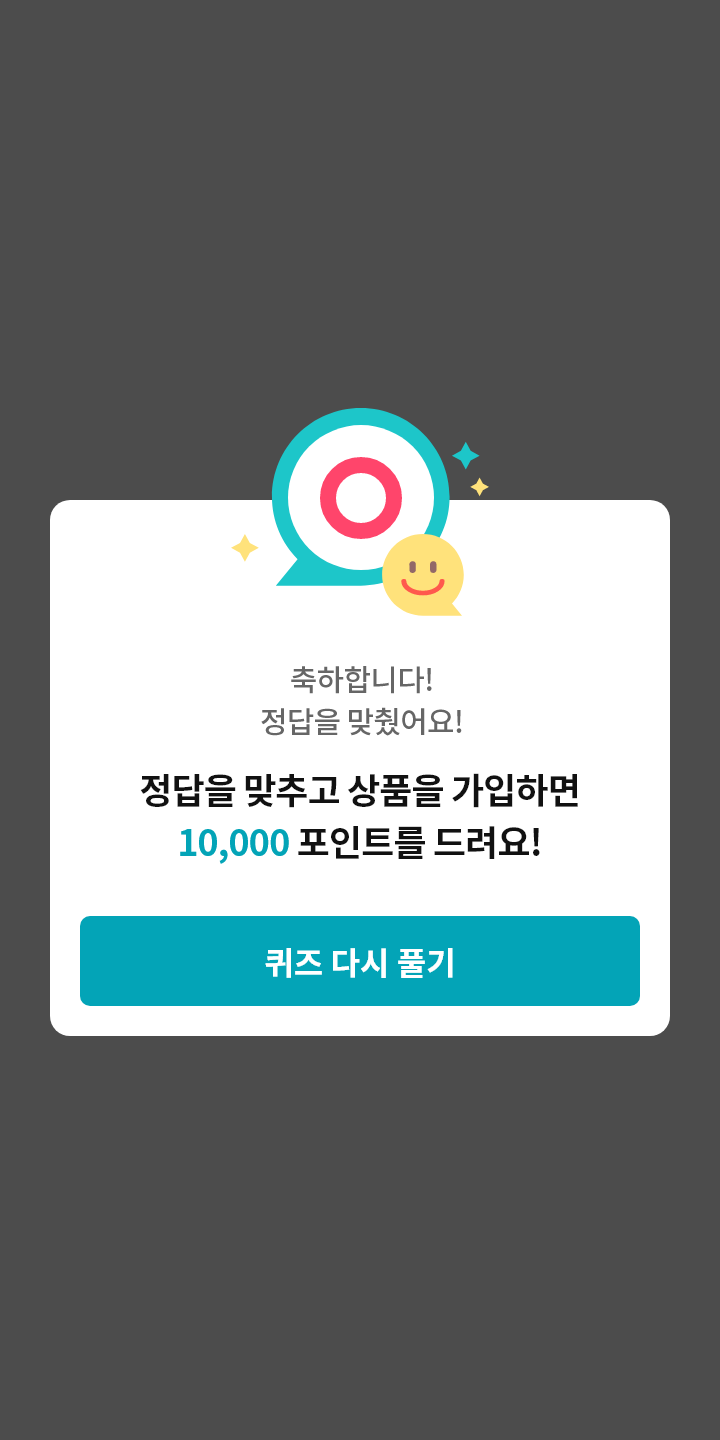 축하합니다!
정답을 맞췄어요!
정답을 맞추고 상품을 가입하면
10,000 포인트를 드려요!
퀴즈 다시 풀기